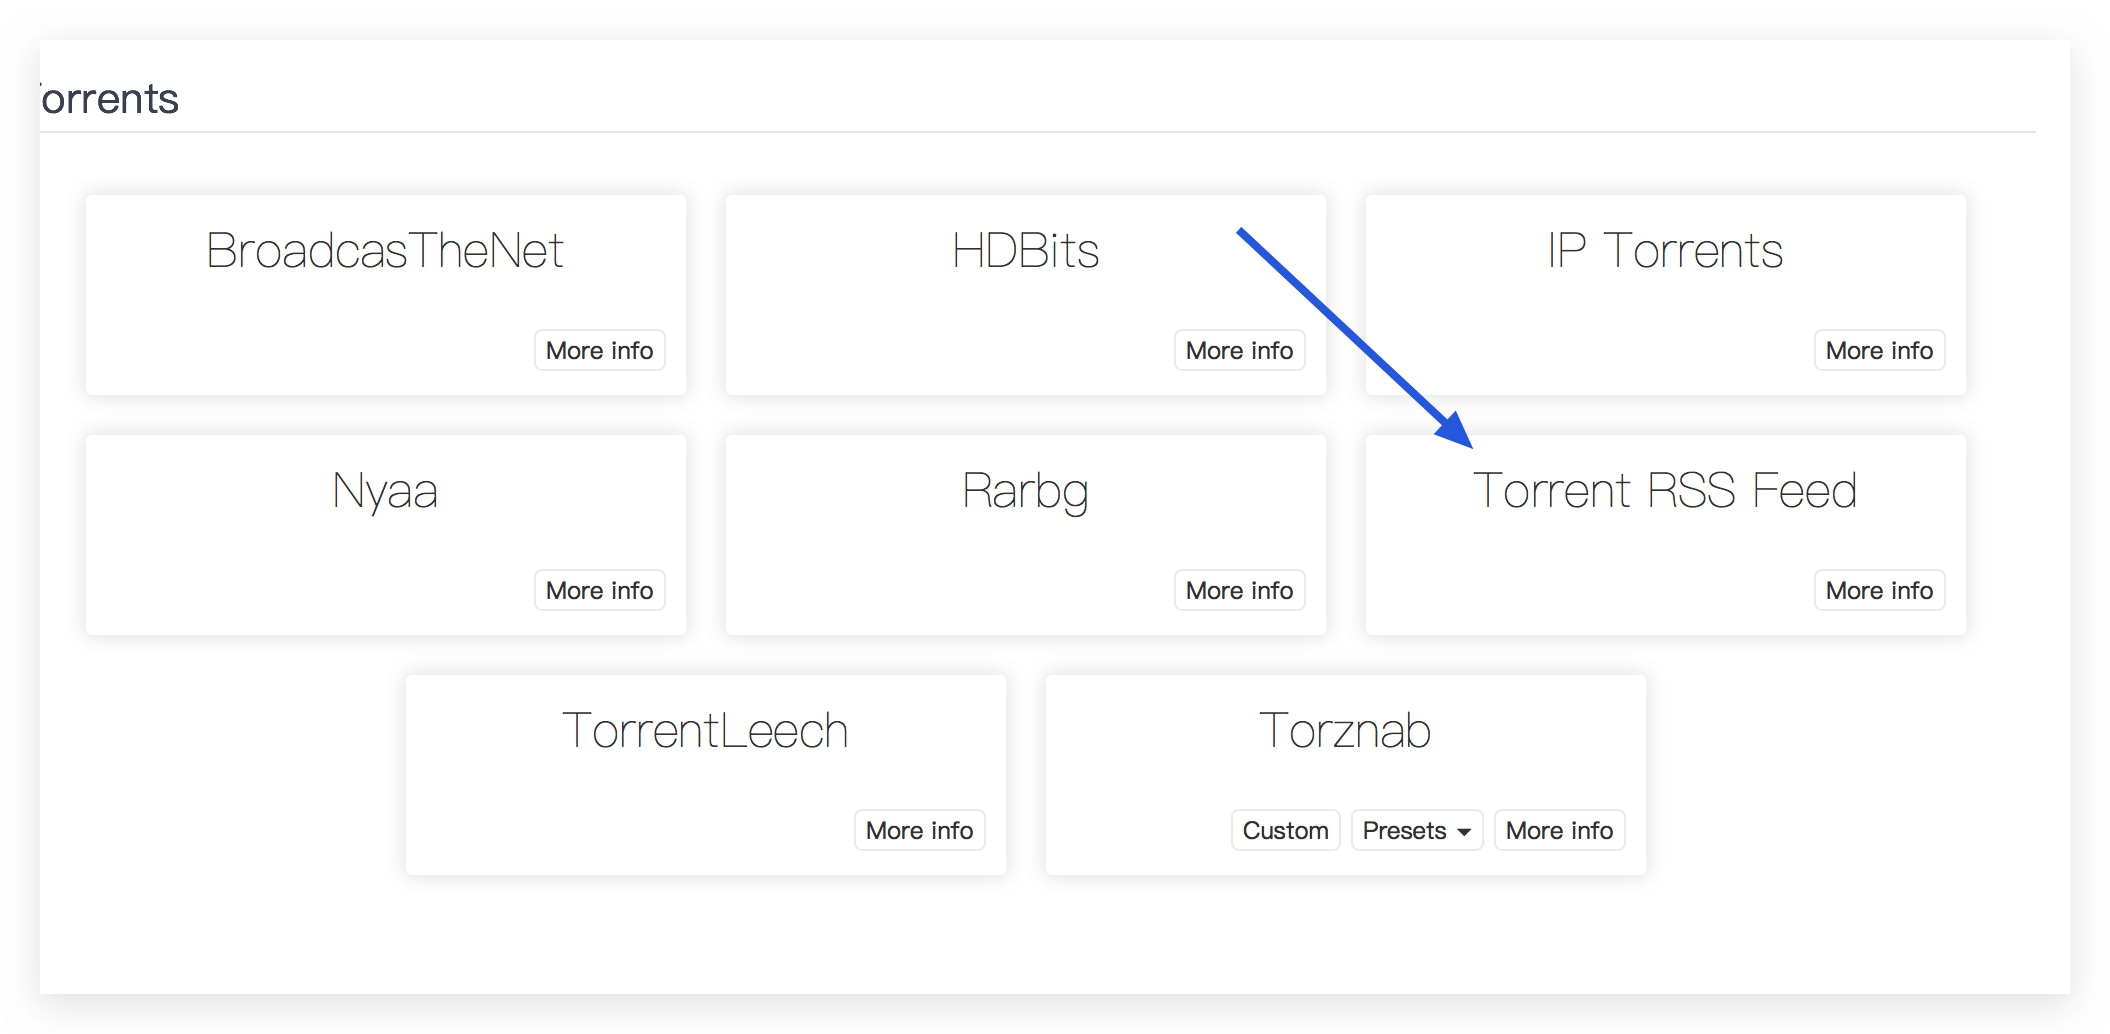 orrents
BroadcasTheNet
More info
HDBits
More info
IP Torrents
More info
Nyaa
More info
Rarbg
More info
Torrent RSS Feed
More info
TorrentLeech
More info
Torznab
Custom Presets More info